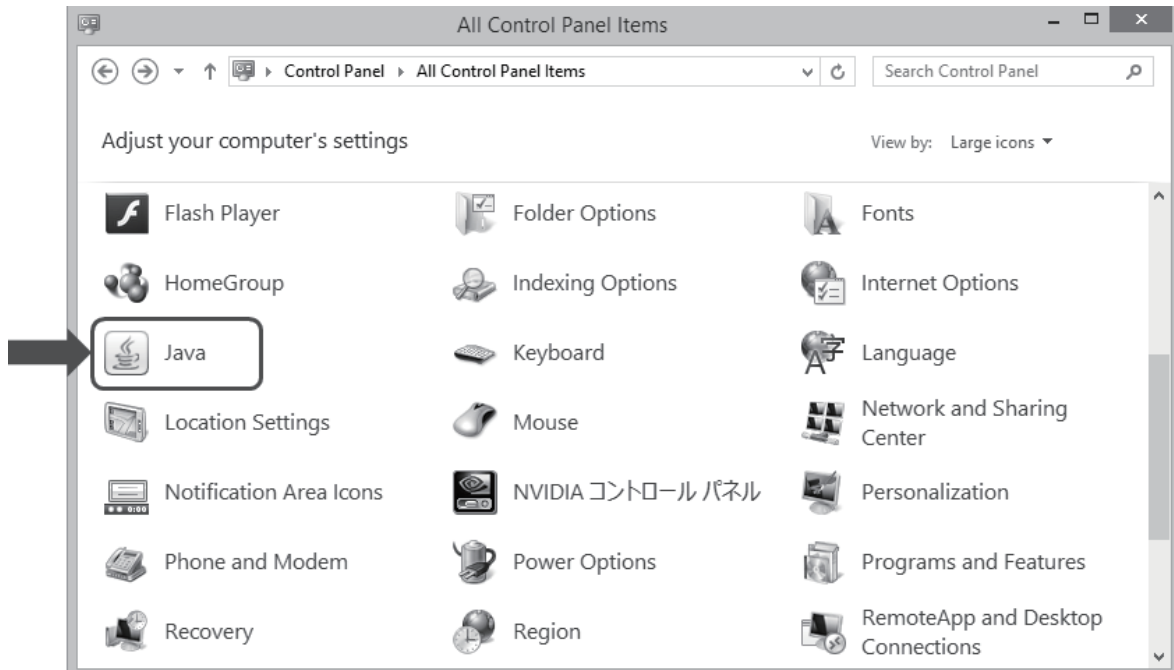 All Control Panel Items
Control Panel All Control Panel Items
Search Control Panel
Adjust your computer's settings
View by: Large icons
Flash Player
Folder Options
Fonts
HomeGroup
Indexing Options
Internet Options
Java
Keyboard
Language
Location Settings
Mouse
Network and Sharing
Center
Notification Area Icons
NVIDIA コントロール パネル
Personalization
Phone and Modem
Power Options
Programs and Features
Recovery
Region
RemoteApp and Desktop
Connections